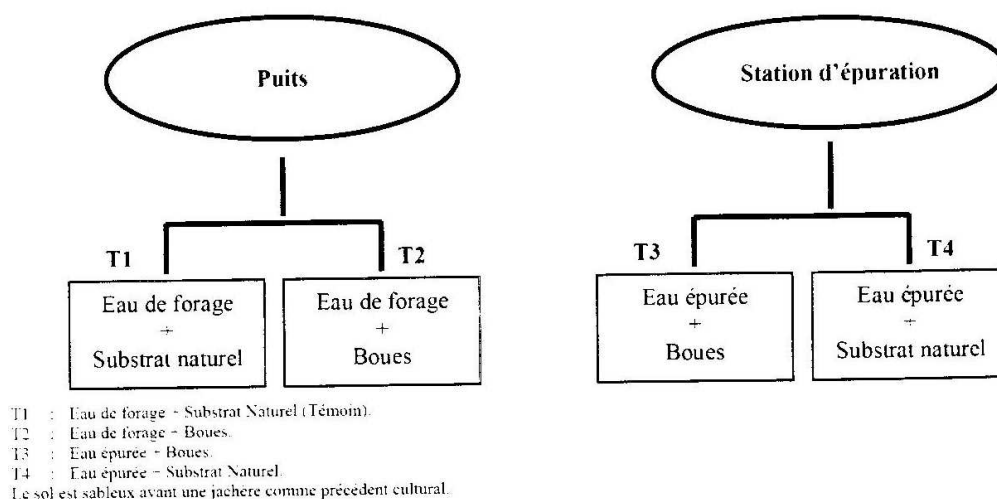 Puits
Station d'épuration
T1
T2
T3
T4
Eau de forage
+
Substrat naturel
Eau de forage
+
Boues
Eau épurée
+
Boues
Eau épurée
+
Substrat naturel
T1 : Eau de forage - Substrat Naturel (Témoin).
T2 : Eau de forage - Boues.
T3 : Eau épurée - Boues.
T4 : Eau épurée - Substrat Naturel.
Le sol est sableux ayant une jachère comme précédent cultural.